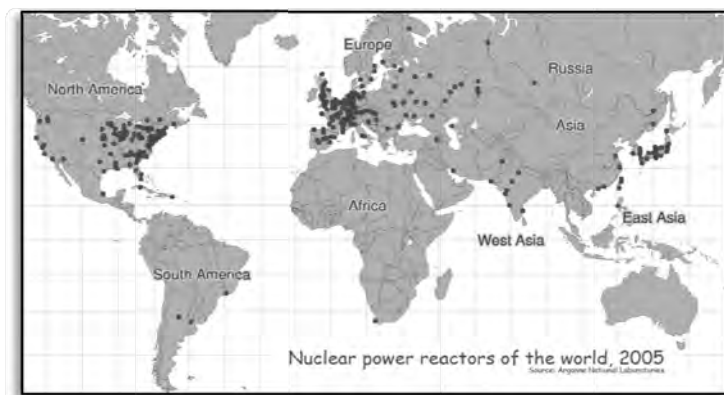 Europe
North America
Russia
Asia
Africa
East Asia
West Asia
South America
Nuclear power reactors of the world, 2005
Source: Argonne National Laboratories